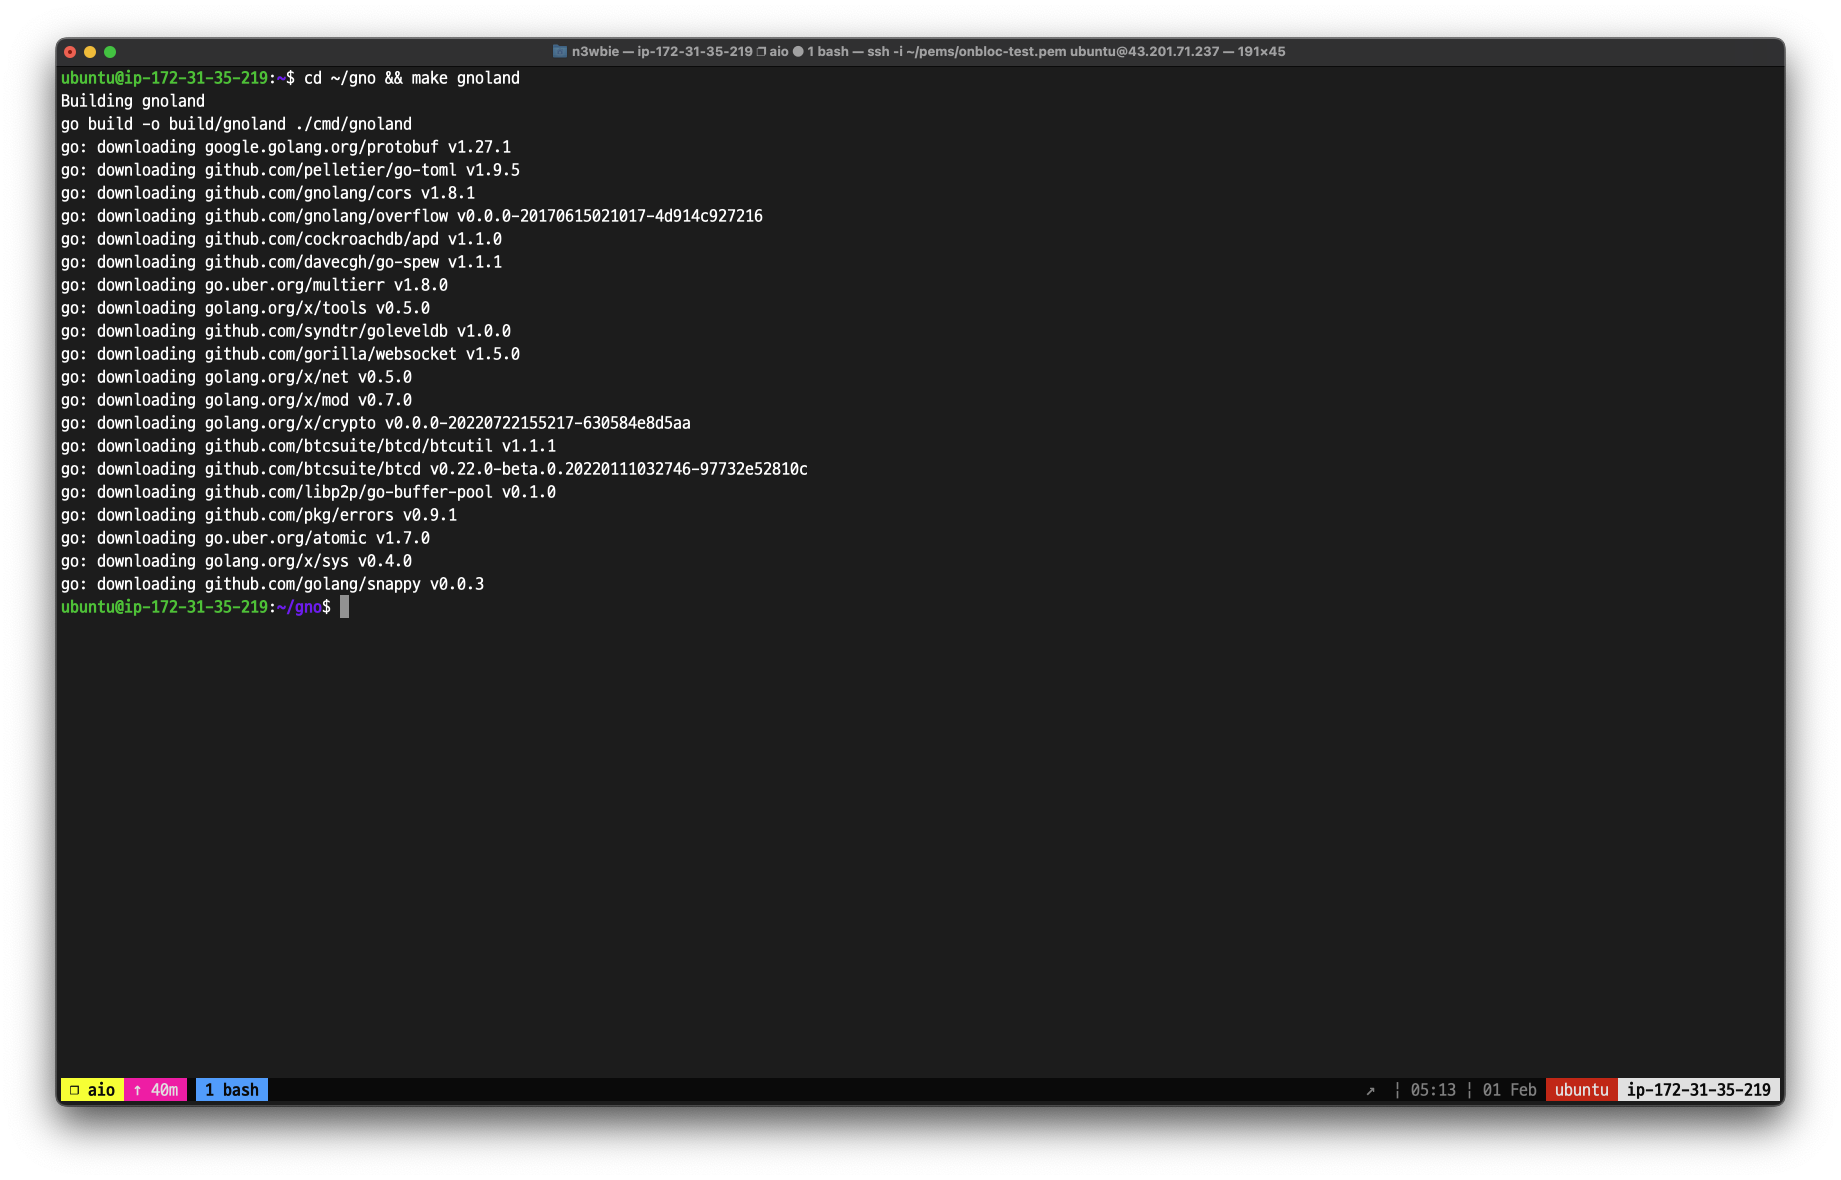 n3wbie — ip-172-31-35-219 ❐ aio ● 1 bash — ssh -i ~/pems/onbloc-test.pem ubuntu@43.201.71.237 — 191×45
ubuntu@ip-172-31-35-219:~$ cd ~/gno && make gnoland
Building gnoland
go build -o build/gnoland ./cmd/gnoland
go: downloading google.golang.org/protobuf v1.27.1
go: downloading github.com/pelletier/go-toml v1.9.5
go: downloading github.com/gnolang/cors v1.8.1
go: downloading github.com/gnolang/overflow v0.0.0-20170615021017-4d914c927216
go: downloading github.com/cockroachdb/apd v1.1.0
go: downloading github.com/davecgh/go-spew v1.1.1
go: downloading go.uber.org/multierr v1.8.0
go: downloading golang.org/x/tools v0.5.0
go: downloading github.com/syndtr/goleveldb v1.0.0
go: downloading github.com/gorilla/websocket v1.5.0
go: downloading golang.org/x/net v0.5.0
go: downloading golang.org/x/mod v0.7.0
go: downloading golang.org/x/crypto v0.0.0-20220722155217-630584e8d5aa
go: downloading github.com/btcsuite/btcd/btcutil v1.1.1
go: downloading github.com/btcsuite/btcd v0.22.0-beta.0.20220111032746-97732e52810c
go: downloading github.com/libp2p/go-buffer-pool v0.1.0
go: downloading github.com/pkg/errors v0.9.1
go: downloading go.uber.org/atomic v1.7.0
go: downloading golang.org/x/sys v0.4.0
go: downloading github.com/golang/snappy v0.0.3
ubuntu@ip-172-31-35-219:~/gno$
❐ aio ↑ 40m 1 bash ↗ ¦ 05:13 ¦ 01 Feb ubuntu ip-172-31-35-219